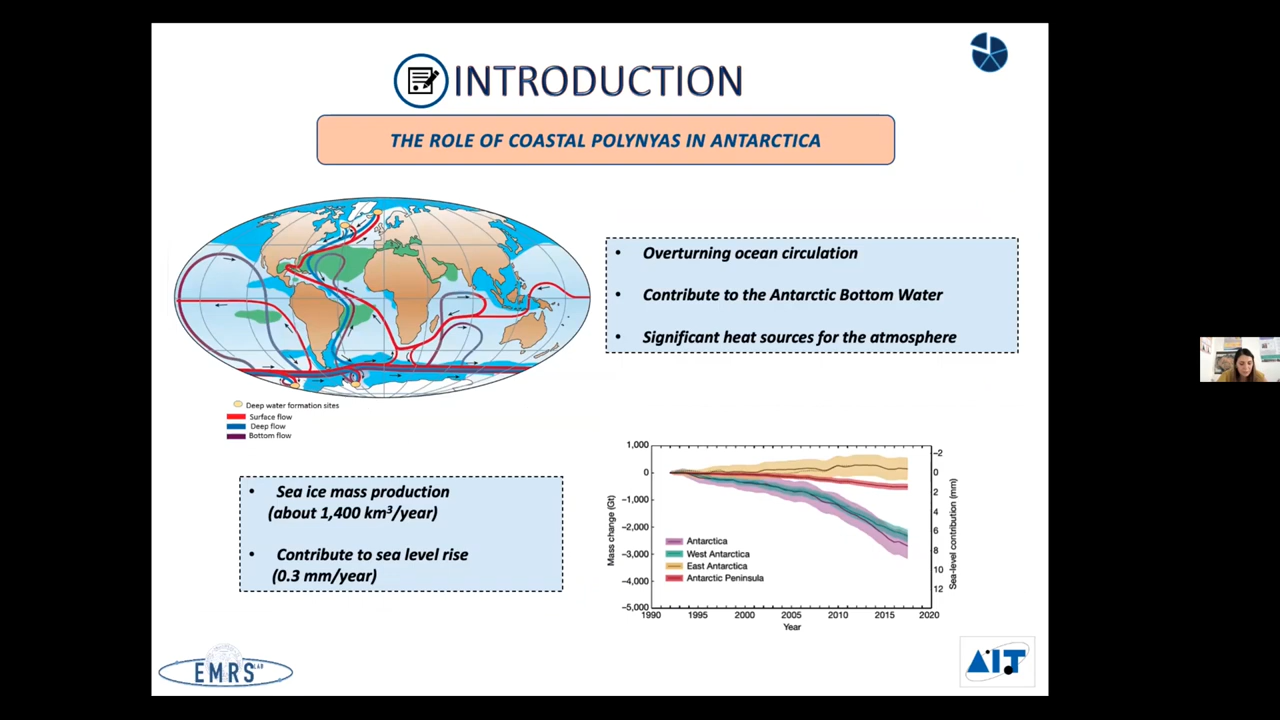 INTRODUCTION
THE ROLE OF COASTAL POLYNYAS IN ANTARCTICA
Deep water formation sites
Surface flow
Deep flow
Bottom flow
• Overturning ocean circulation
• Contribute to the Antarctic Bottom Water
• Significant heat sources for the atmosphere
• Sea ice mass production
(about 1,400 km³/year)
• Contribute to sea level rise
(0.3 mm/year)
1,000
0
–1,000
–2,000
–3,000
–4,000
–5,000
Mass change (Gt)
Antarctica
West Antarctica
East Antarctica
Antarctic Peninsula
–2
0
2
4
6
8
10
12
Sea-level contribution (mm)
1990 1995 2000 2005 2010 2015 2020
Year
EMRS LAB
AIT